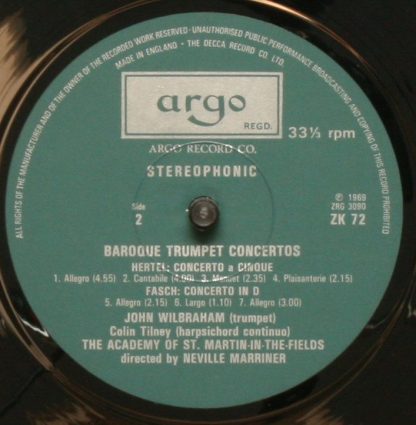 ALL RIGHTS OF THE MANUFACTURER AND OF THE OWNER OF THE RECORDED WORK RESERVED · UNAUTHORISED PUBLIC PERFORMANCE BROADCASTING AND COPYING OF THIS RECORD PROHIBITED
MADE IN ENGLAND · THE DECCA RECORD CO. LTD.
argo
REGD.
33⅓ rpm
ARGO RECORD CO.
STEREOPHONIC
Side
2
℗ 1969
ZRG 3090
ZK 72
BAROQUE TRUMPET CONCERTOS
HERTEL: CONCERTO a CINQUE
1. Allegro (4.55) 2. Cantabile 3. Menuet (2.35) 4. Plaisanterie (2.15)
FASCH: CONCERTO IN D
5. Allegro (2.15) 6. Largo (1.10) 7. Allegro (3.00)
JOHN WILBRAHAM (trumpet)
Colin Tilney (harpsichord continuo)
THE ACADEMY OF ST. MARTIN-IN-THE-FIELDS
directed by NEVILLE MARRINER